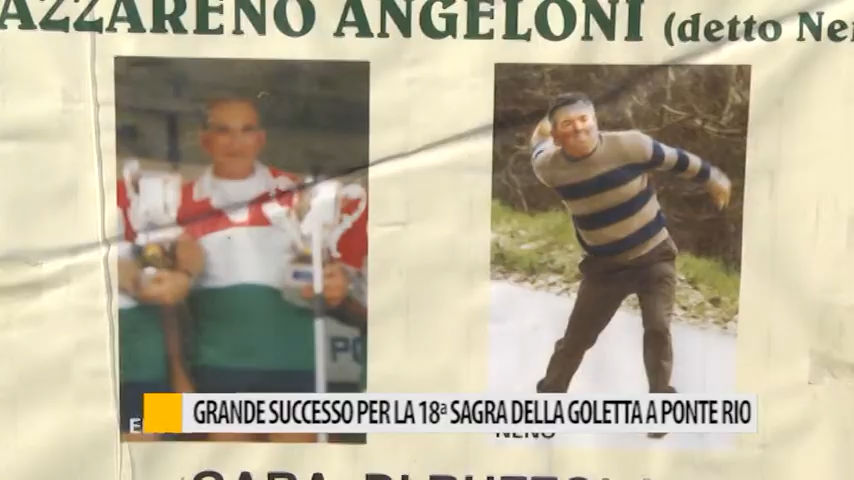 AZZARENO ANGELONI (detto Ne
GRANDE SUCCESSO PER LA 18ª SAGRA DELLA GOLETTA A PONTE RIO
NENO